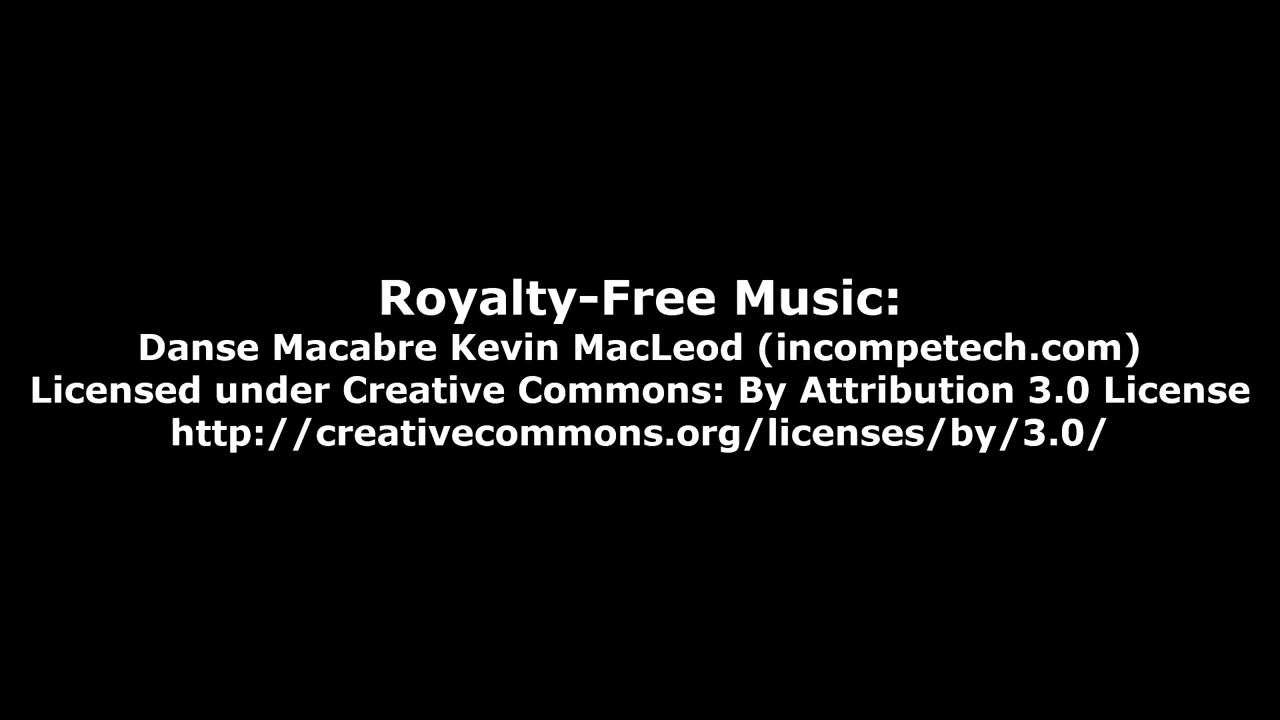 Royalty-Free Music:
Danse Macabre Kevin MacLeod (incompetech.com)
Licensed under Creative Commons: By Attribution 3.0 License
http://creativecommons.org/licenses/by/3.0/